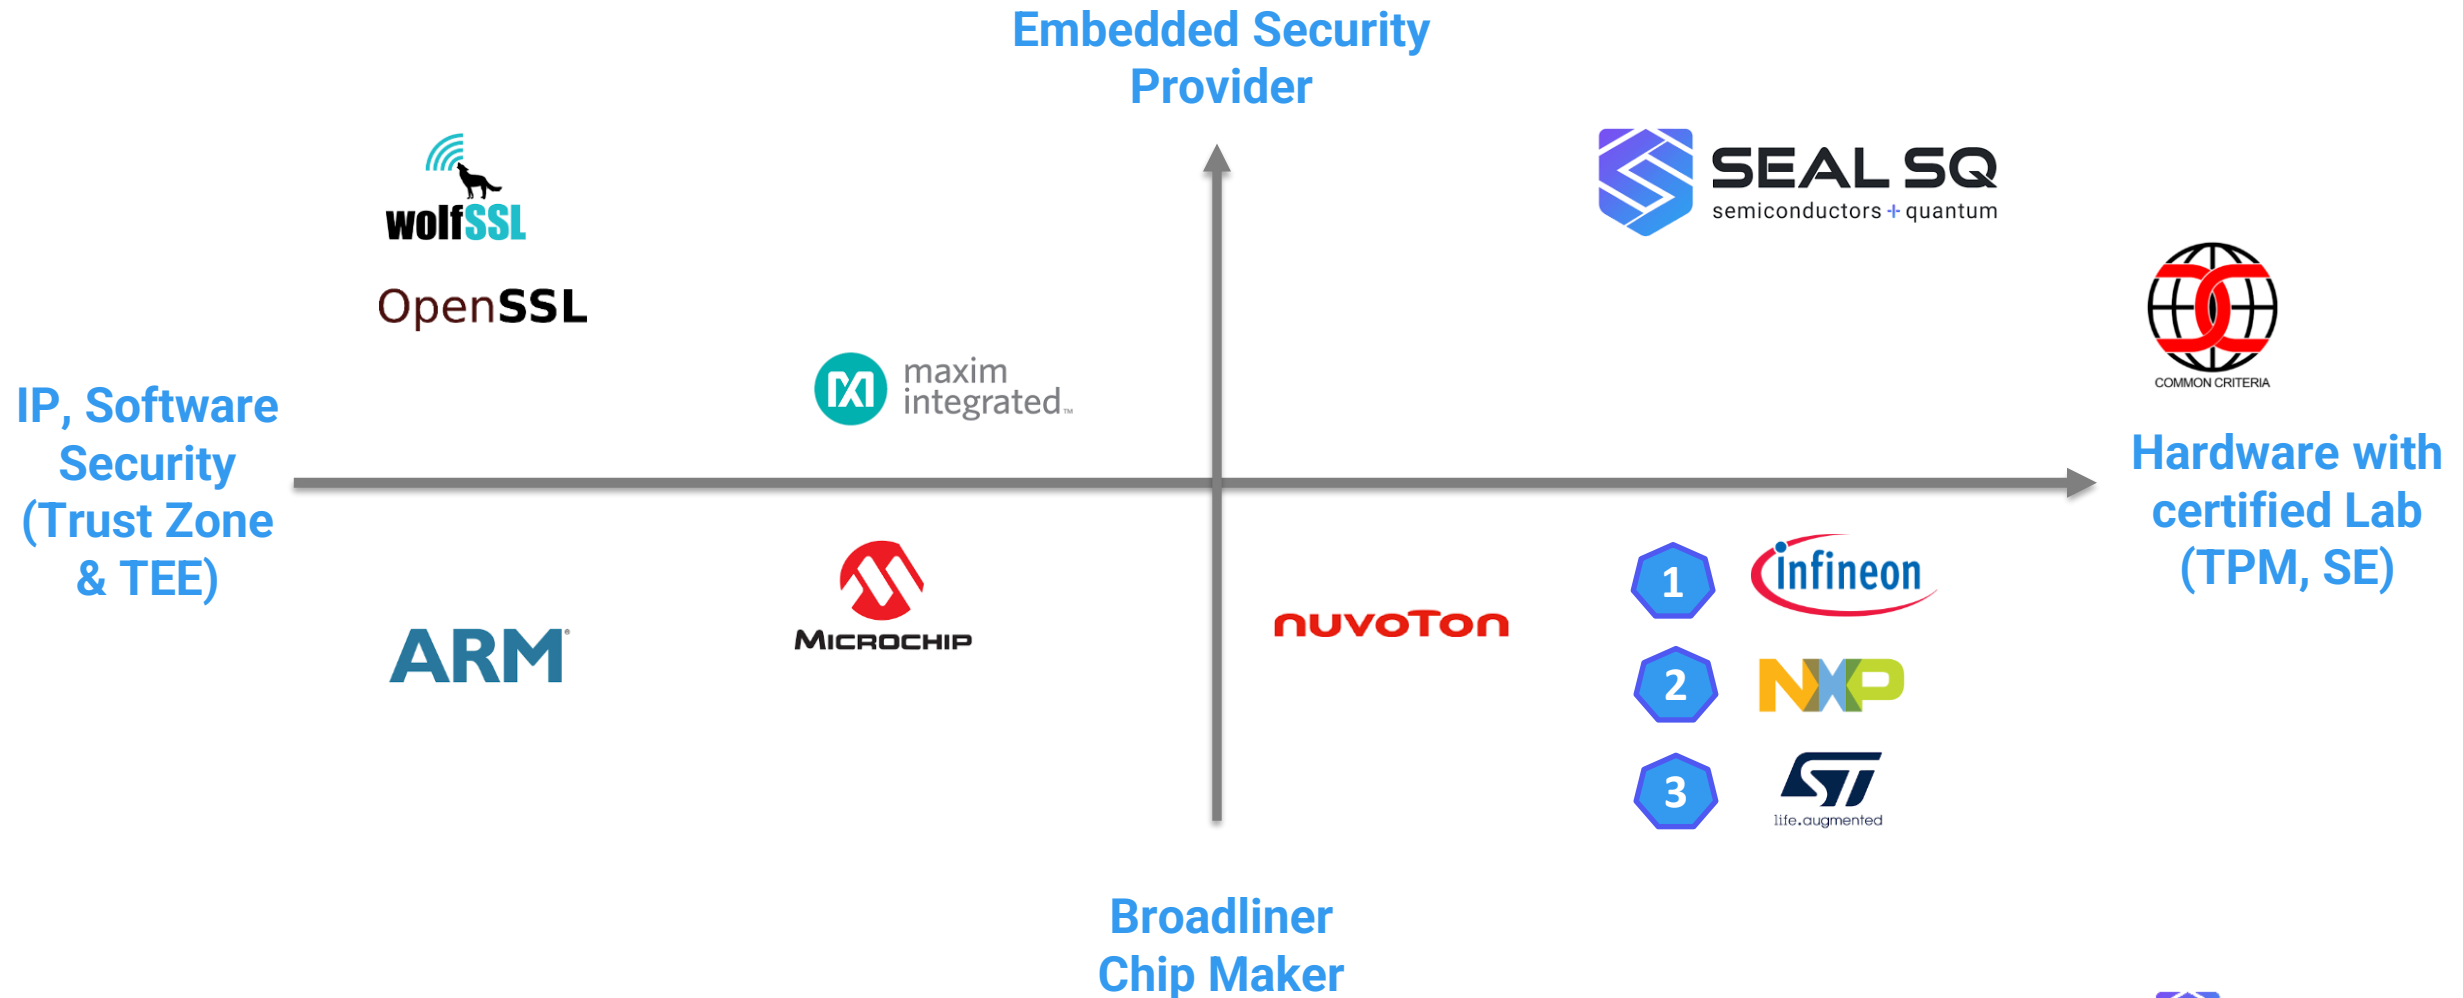 Embedded Security
Provider
wolfSSL
OpenSSL
SEAL SQ
semiconductors + quantum
maxim
integrated™
COMMON CRITERIA
IP, Software
Security
(Trust Zone
& TEE)
Hardware with
certified Lab
(TPM, SE)
MICROCHIP
ARM®
nuvoTon
1
infineon
2
NXP
3
ST
life.augmented
Broadliner
Chip Maker